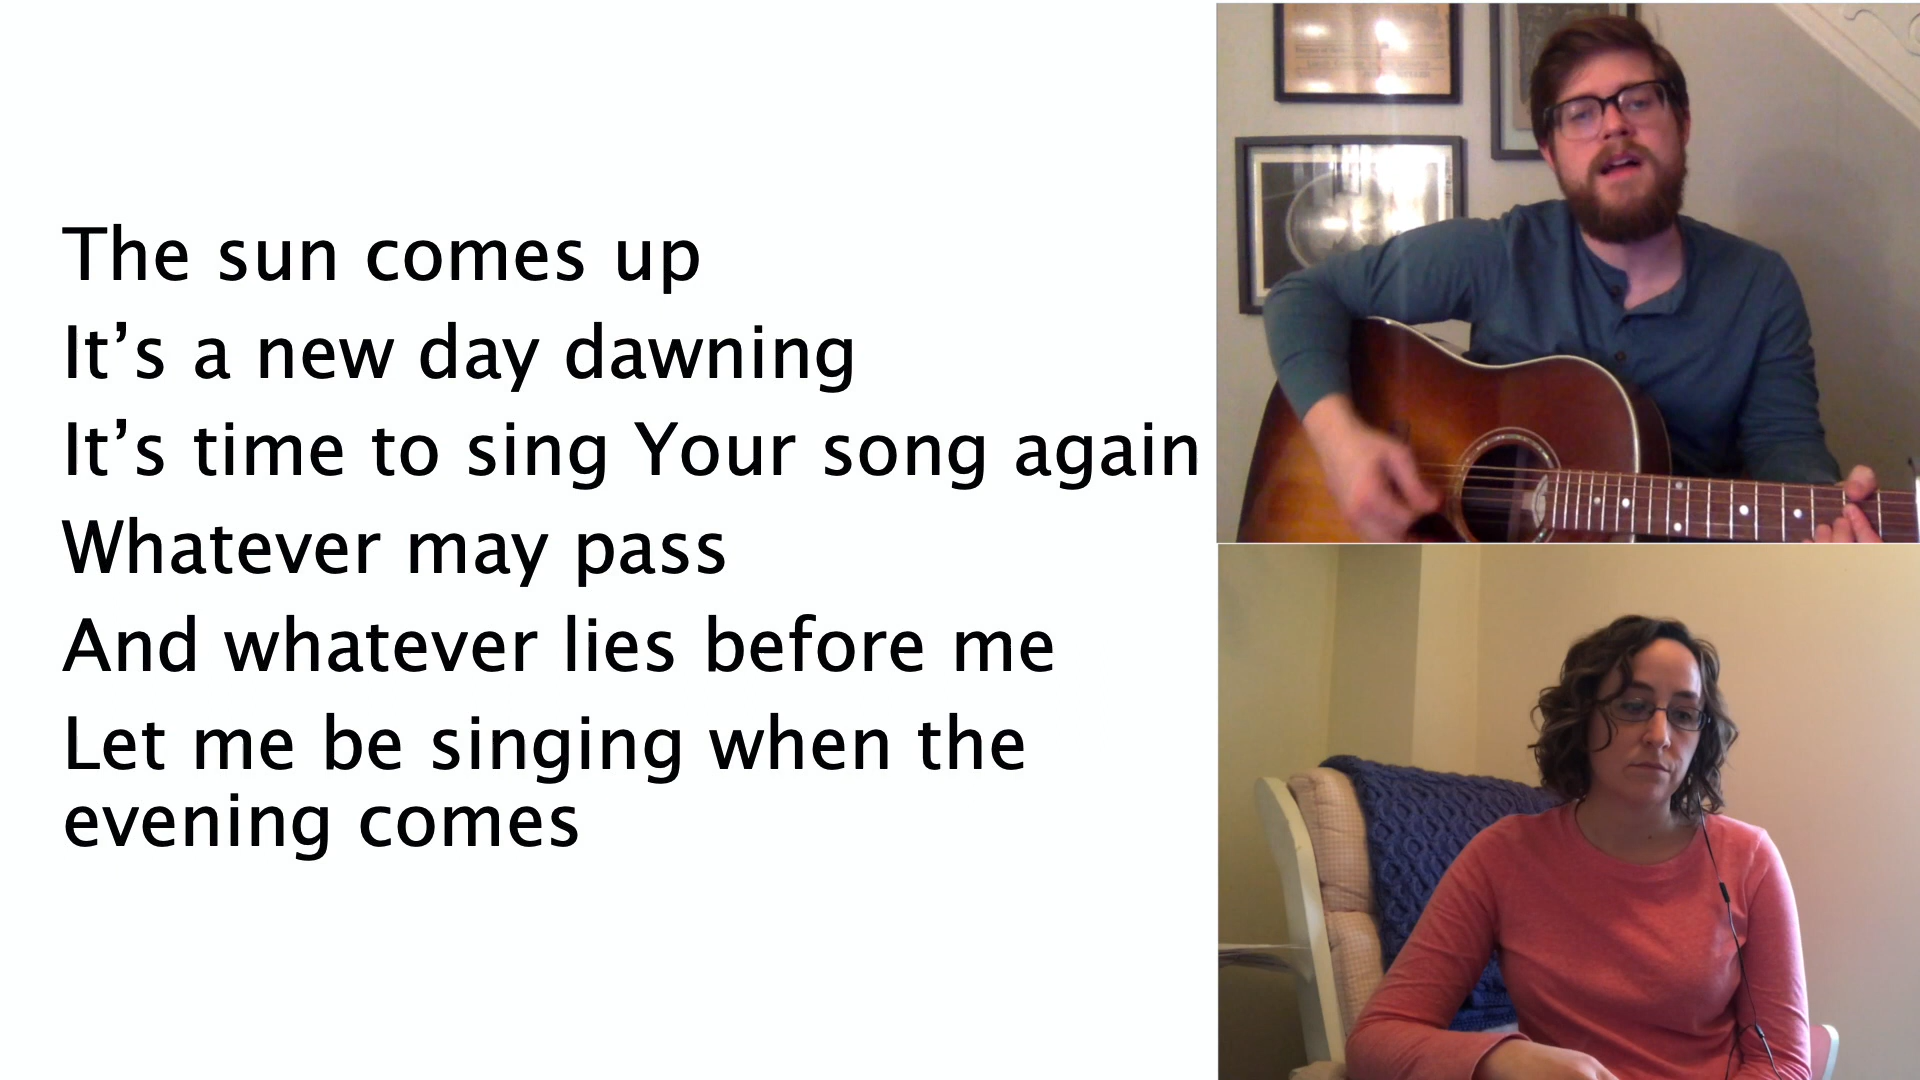 The sun comes up
It’s a new day dawning
It’s time to sing Your song again
Whatever may pass
And whatever lies before me
Let me be singing when the
evening comes